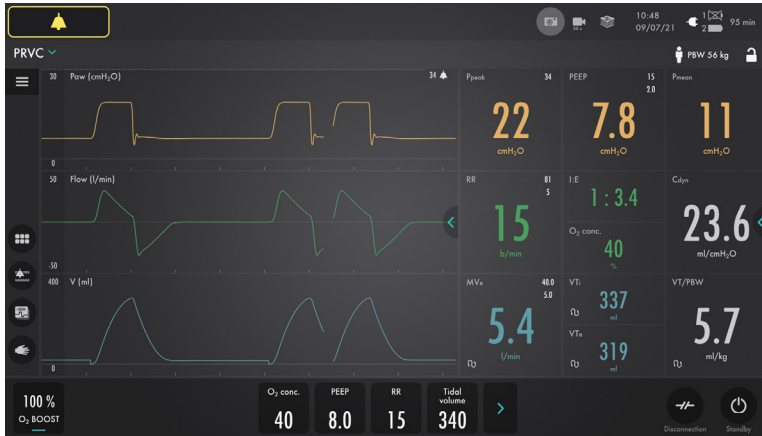 10:48
09/07/21
1
2
95 min
PRVC
PBW 56 kg
30 Paw (cmH₂O) 34
0
50 Flow (l/min)
-50
400 V (ml)
0
Ppeak 34
22
cmH₂O
PEEP 15
2.0
7.8
cmH₂O
Pmean
11
cmH₂O
RR 81
5
15
b/min
I:E
1 : 3.4
O₂ conc.
40
%
Cdyn
23.6
ml/cmH₂O
MVe 40.0
5.0
5.4
l/min
VTi
337
ml
VTe
319
ml
VT/PBW
5.7
ml/kg
100 %
O₂ BOOST
O₂ conc.
40
PEEP
8.0
RR
15
Tidal
volume
340
Disconnection
Standby